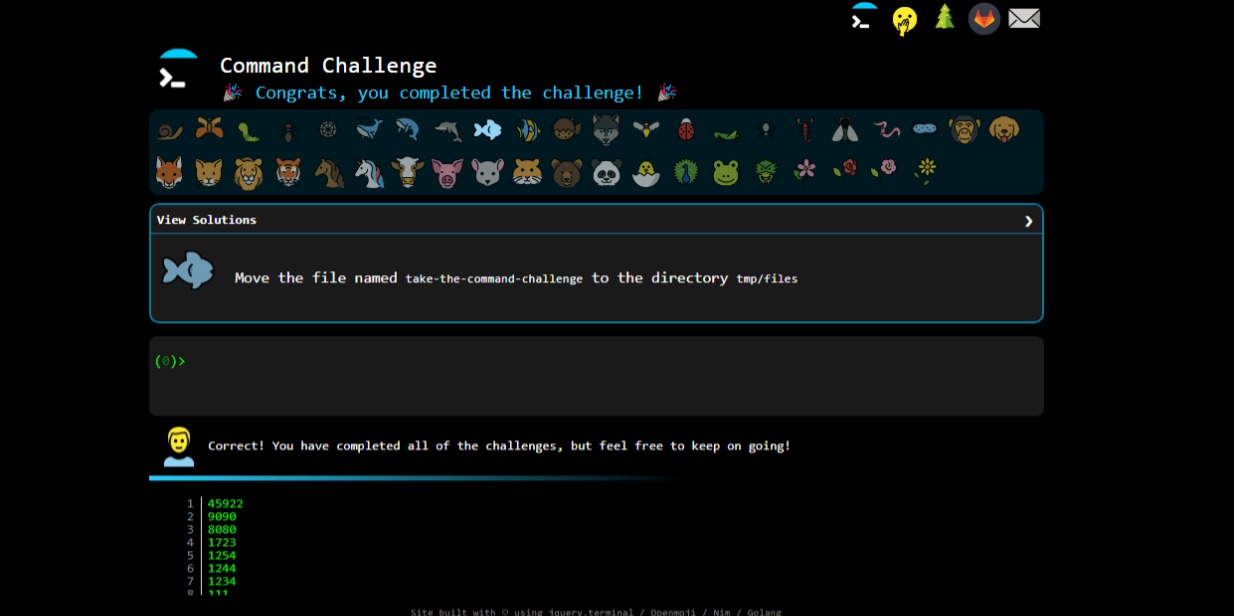 Command Challenge
Congrats, you completed the challenge!
View Solutions
Move the file named take-the-command-challenge to the directory tmp/files
(0)>
Correct! You have completed all of the challenges, but feel free to keep on going!
1 45922
2 9090
3 8080
4 1723
5 1254
6 1244
7 1234
8 111
Site built with ♡ using jquery.terminal / Openmoji / Nim / Golang